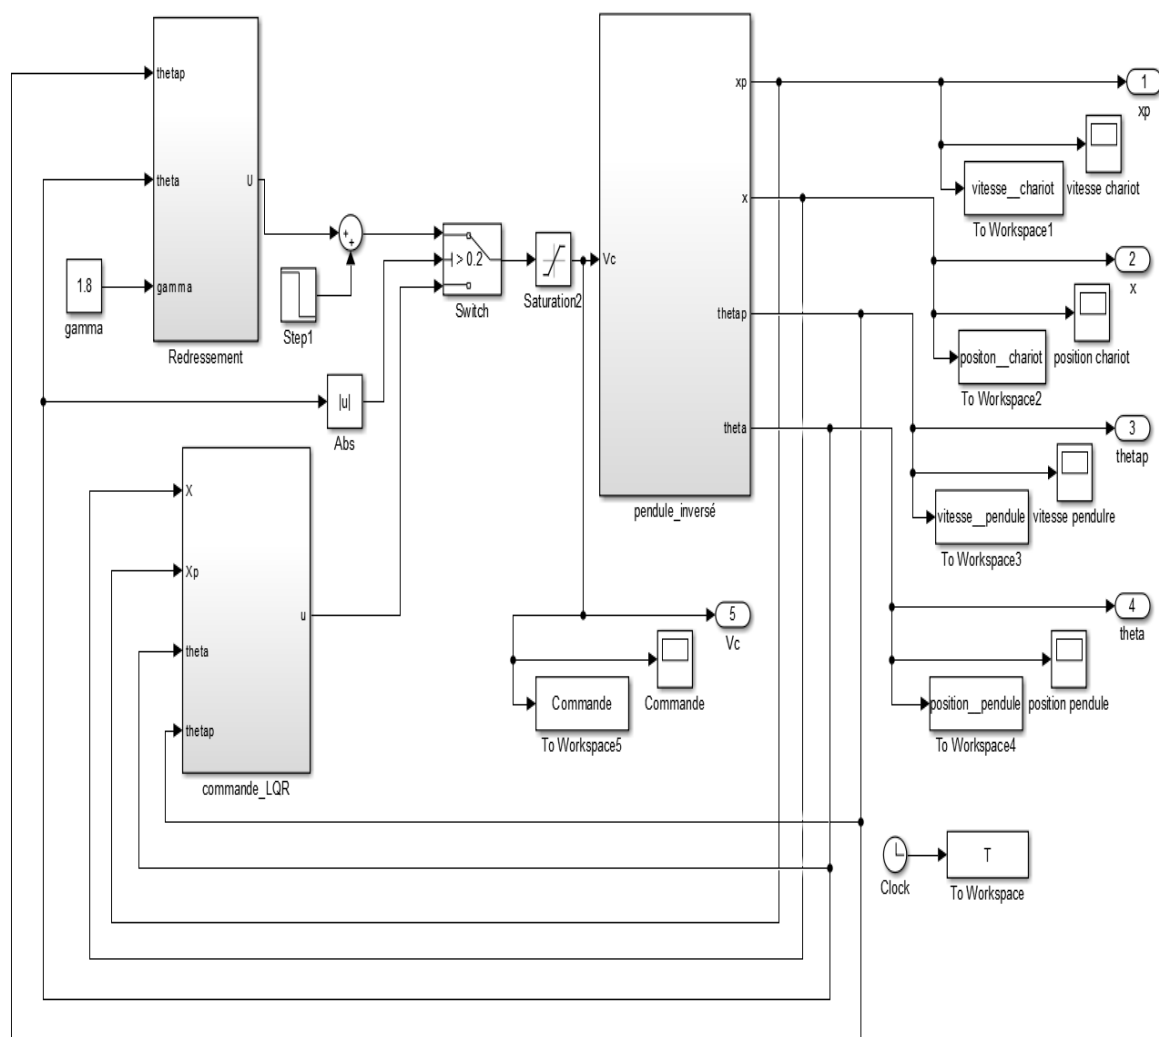 thetap
theta
gamma
U
Redressement
1.8
gamma
Step1
+
+
> 0.2
Switch
Saturation2
|u|
Abs
X
Xp
theta
thetap
u
commande_LQR
Vc
xp
x
thetap
theta
pendule_inversé
1
xp
vitesse__chariot
To Workspace1
vitesse chariot
2
x
positon__chariot
To Workspace2
position chariot
3
thetap
vitesse__pendule
To Workspace3
vitesse pendulre
4
theta
position__pendule
To Workspace4
position pendule
5
Vc
Commande
To Workspace5
Commande
Clock
T
To Workspace